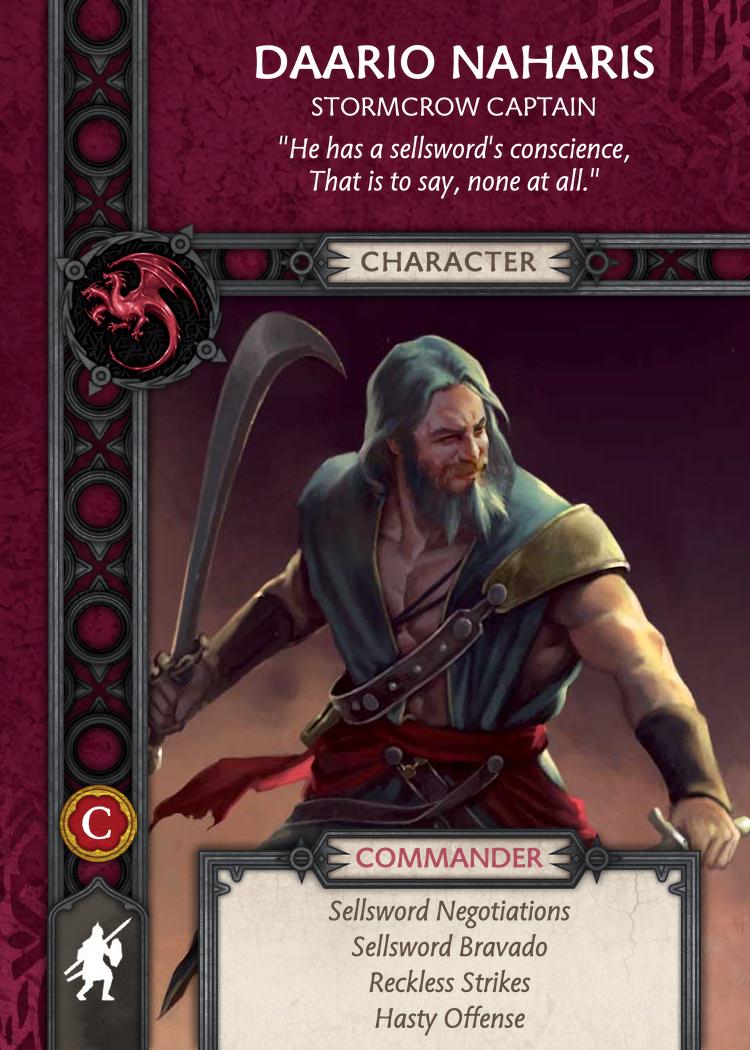 DAARIO NAHARIS
STORMCROW CAPTAIN
"He has a sellsword's conscience,
That is to say, none at all."
CHARACTER
C
COMMANDER
Sellsword Negotiations
Sellsword Bravado
Reckless Strikes
Hasty Offense